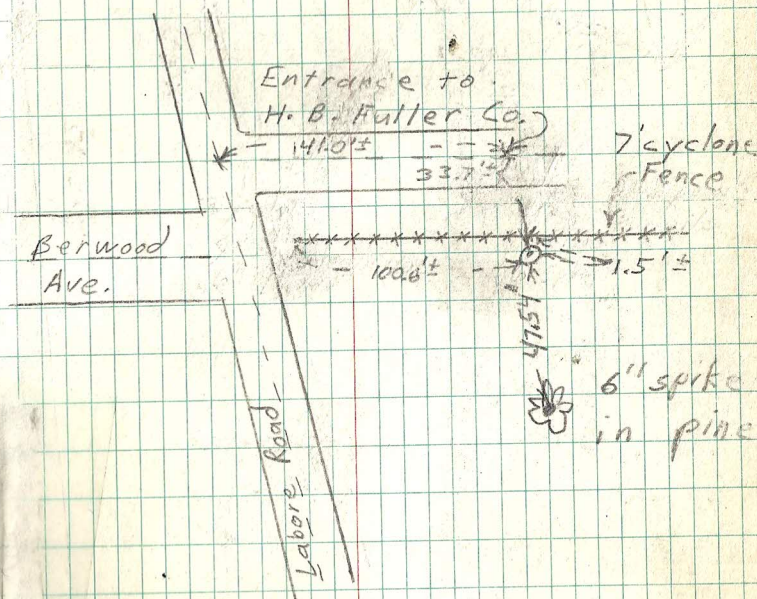 Entrance to
H. B. Fuller Co.
141.0'±
33.7'±
7' cyclone
Fence
Berwood
Ave.
100.6'±
1.5'±
47.54'
6" spike
in pine
Labore Road